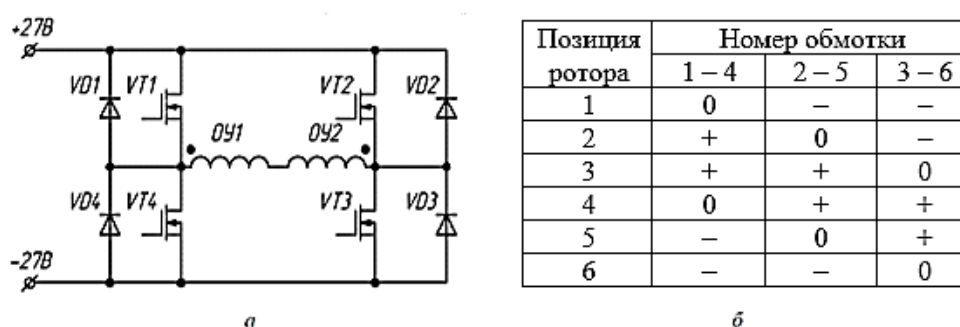 +27В
VD1
VT1
VT2
VD2
ОУ1
ОУ2
VD4
VT4
VT3
VD3
-27В
а
Позиция ротора
Номер обмотки
1 – 4
2 – 5
3 – 6
1 0 – –
2 + 0 –
3 + + 0
4 0 + +
5 – 0 +
6 – – 0
б